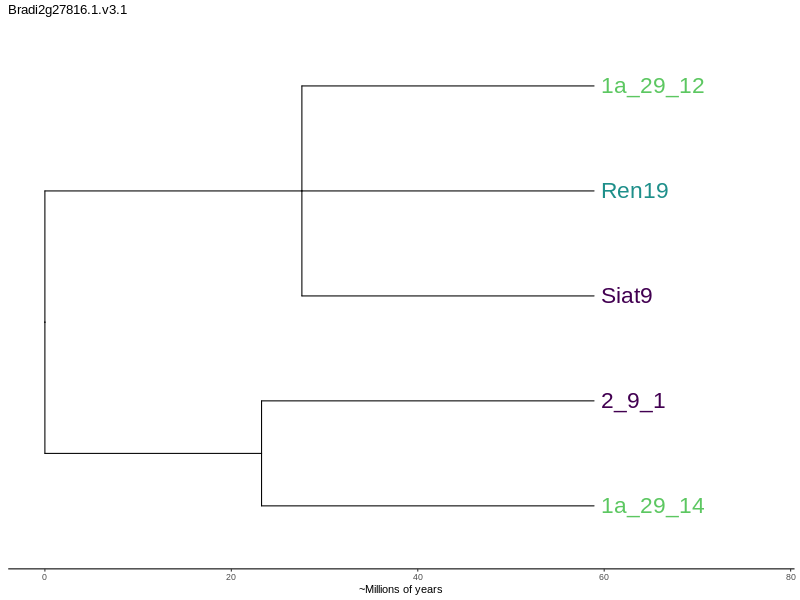 Bradi2g27816.1.v3.1
1a_29_12
Ren19
Siat9
2_9_1
1a_29_14
0 20 40 60 80
~Millions of years